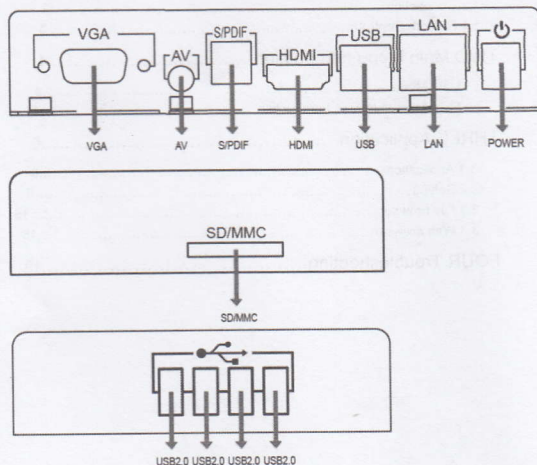 VGA AV S/PDIF HDMI USB LAN
VGA AV S/PDIF HDMI USB LAN POWER
SD/MMC
SD/MMC
USB2.0 USB2.0 USB2.0 USB2.0